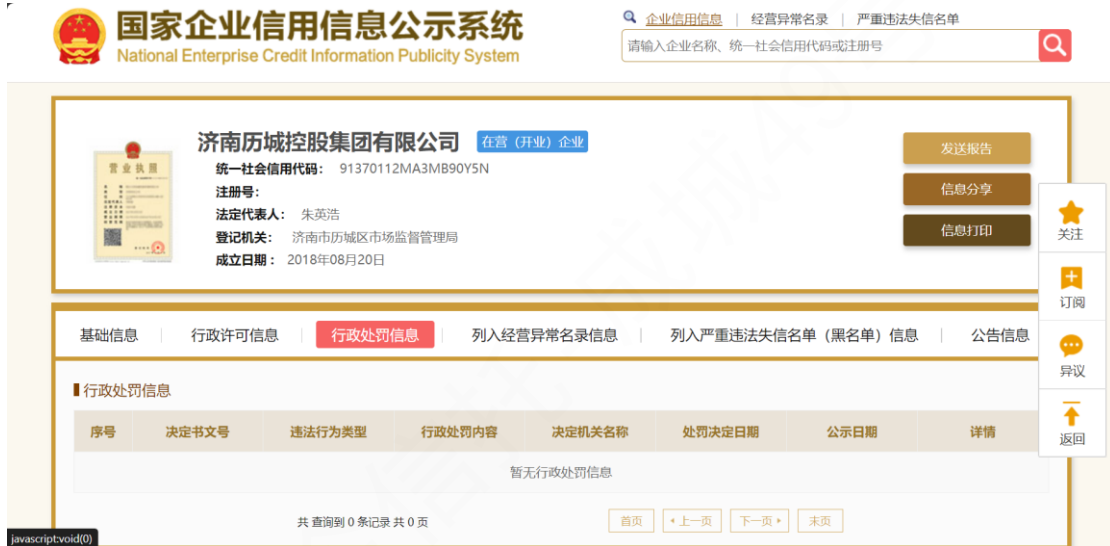 国家企业信用信息公示系统
National Enterprise Credit Information Publicity System
企业信用信息 | 经营异常名录 | 严重违法失信名单
请输入企业名称、统一社会信用代码或注册号
营业执照
济南历城控股集团有限公司 在营（开业）企业
统一社会信用代码： 91370112MA3MB90Y5N
注册号：
法定代表人： 朱英浩
登记机关： 济南市历城区市场监督管理局
成立日期： 2018年08月20日
发送报告
信息分享
信息打印
关注
订阅
异议
返回
基础信息 | 行政许可信息 | 行政处罚信息 | 列入经营异常名录信息 | 列入严重违法失信名单（黑名单）信息 | 公告信息
行政处罚信息
序号 决定书文号 违法行为类型 行政处罚内容 决定机关名称 处罚决定日期 公示日期 详情
暂无行政处罚信息
共 查询到 0 条记录 共 0 页
首页 上一页 下一页 末页
javascript:void(0)